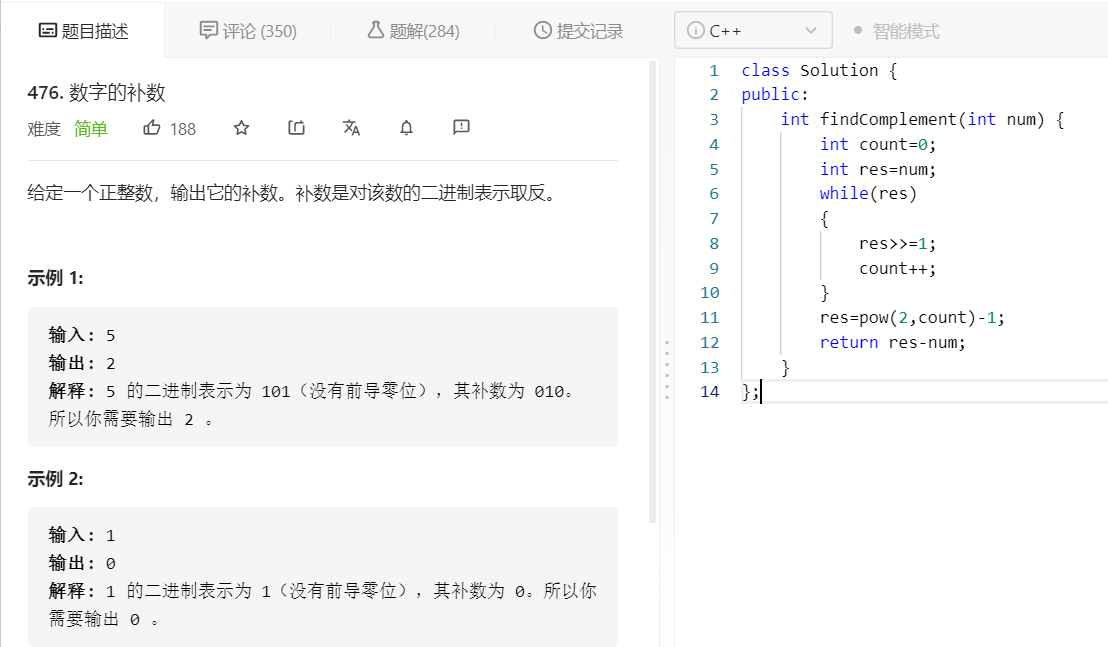 题目描述 评论 (350) 题解(284) 提交记录
476. 数字的补数
难度 简单 188
给定一个正整数，输出它的补数。补数是对该数的二进制表示取反。
示例 1:
输入: 5
输出: 2
解释: 5 的二进制表示为 101（没有前导零位），其补数为 010。
所以你需要输出 2 。
示例 2:
输入: 1
输出: 0
解释: 1 的二进制表示为 1（没有前导零位），其补数为 0。所以你
需要输出 0 。
C++ 智能模式
1 class Solution {
2 public:
3 int findComplement(int num) {
4 int count=0;
5 int res=num;
6 while(res)
7 {
8 res>>=1;
9 count++;
10 }
11 res=pow(2,count)-1;
12 return res-num;
13 }
14 };